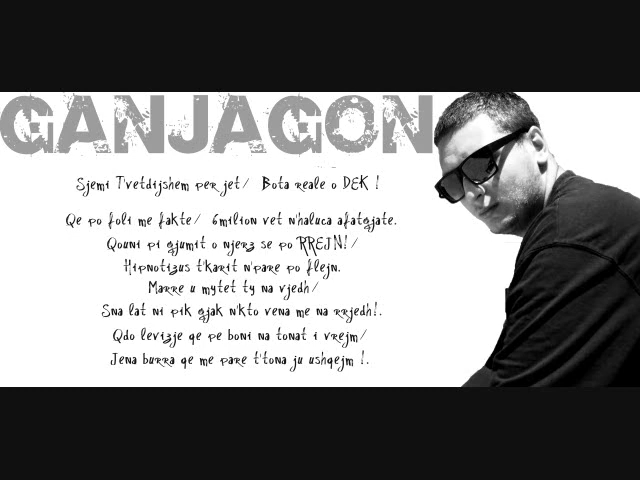 GANJAGON
Sjemi T'vetdijshem per jet/ Bota reale o DEK !
Qe po foli me fakte/ 6milion vet n'haluca afatgjate.
Qouni pi gjumit o njerz se po RREJN!/
Hipnotizus t'karit n'pare po flejn.
Marre u mytet ty na vjedh/
Sna lat ni pik gjak n'kto vena me na rrjedh!.
Qdo levizje qe pe boni na tonat i vrejm/
Jena burra qe me pare t'tona ju ushqejm !.